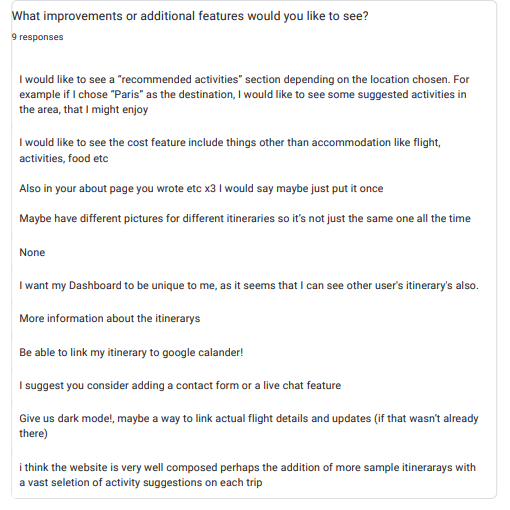 What improvements or additional features would you like to see?
9 responses
I would like to see a “recommended activities” section depending on the location chosen. For
example if I chose “Paris” as the destination, I would like to see some suggested activities in
the area, that I might enjoy
I would like to see the cost feature include things other than accommodation like flight,
activities, food etc
Also in your about page you wrote etc x3 I would say maybe just put it once
Maybe have different pictures for different itineraries so it’s not just the same one all the time
None
I want my Dashboard to be unique to me, as it seems that I can see other user's itinerary's also.
More information about the itinerarys
Be able to link my itinerary to google calander!
I suggest you consider adding a contact form or a live chat feature
Give us dark mode!, maybe a way to link actual flight details and updates (if that wasn’t already
there)
i think the website is very well composed perhaps the addition of more sample itinerarays with
a vast seletion of activity suggestions on each trip